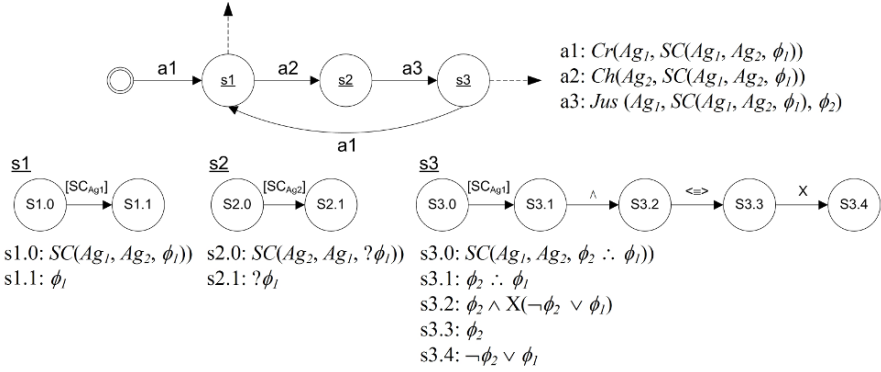 a1
s1
a2
s2
a3
s3
a1
a1: Cr(Ag₁, SC(Ag₁, Ag₂, ϕ₁))
a2: Ch(Ag₂, SC(Ag₁, Ag₂, ϕ₁))
a3: Jus (Ag₁, SC(Ag₁, Ag₂, ϕ₁), ϕ₂)
s1
S1.0
[SC_Ag1]
S1.1
s1.0: SC(Ag₁, Ag₂, ϕ₁))
s1.1: ϕ₁
s2
S2.0
[SC_Ag2]
S2.1
s2.0: SC(Ag₂, Ag₁, ?ϕ₁))
s2.1: ?ϕ₁
s3
S3.0
[SC_Ag1]
S3.1
∧
S3.2
<≡>
S3.3
X
S3.4
s3.0: SC(Ag₁, Ag₂, ϕ₂ ∴ ϕ₁))
s3.1: ϕ₂ ∴ ϕ₁
s3.2: ϕ₂ ∧ X(¬ϕ₂ ∨ ϕ₁)
s3.3: ϕ₂
s3.4: ¬ϕ₂ ∨ ϕ₁